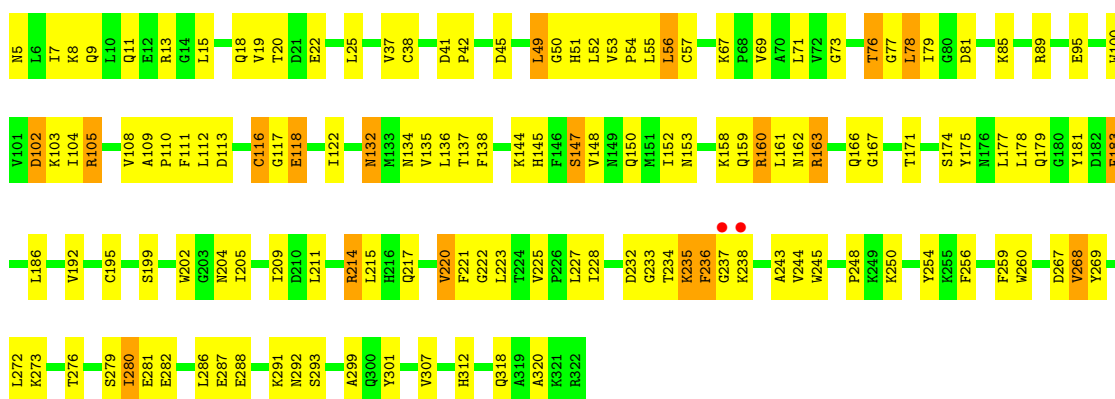 N5 L6 I7 K8 Q9 L10 Q11 E12 R13 G14 L15 Q18 V19 T20 D21 E22 L25 V37 C38 D41 P42 D45 L49 G50 H51 L52 V53 P54 L55 L56 C57 K67 P68 V69 A70 L71 V72 G73 T76 G77 L78 I79 G80 D81 K85 R89 E95 W100
V101 D102 K103 I104 R105 V108 A109 P110 F111 L112 D113 C116 G117 E118 I122 N132 M133 N134 V135 L136 T137 F138 K144 H145 F146 S147 V148 N149 Q150 M151 I152 N153 K158 Q159 R160 L161 N162 R163 Q166 G167 T171 S174 Y175 N176 L177 L178 Q179 G180 Y181 D182 E183
L186 V192 C195 S199 W202 G203 N204 I205 I209 D210 L211 R214 L215 H216 Q217 V220 F221 G222 L223 T224 V225 P226 L227 I228 D232 G233 T234 K235 F236 G237 K238 A243 V244 W245 P248 K249 K250 Y254 K255 F256 F259 W260 D267 V268 Y269
L272 K273 T276 S279 I280 E281 E282 L286 E287 E288 K291 N292 S293 A299 Q300 Y301 V307 H312 Q318 A319 A320 K321 R322